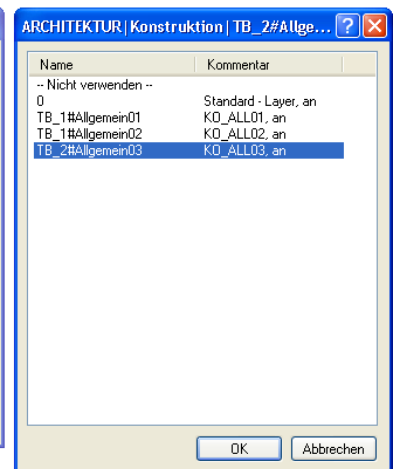 ARCHITEKTUR|Konstruktion|TB_2#Allge...
Name Kommentar
-- Nicht verwenden --
0 Standard - Layer, an
TB_1#Allgemein01 KO_ALL01, an
TB_1#Allgemein02 KO_ALL02, an
TB_2#Allgemein03 KO_ALL03, an
OK Abbrechen